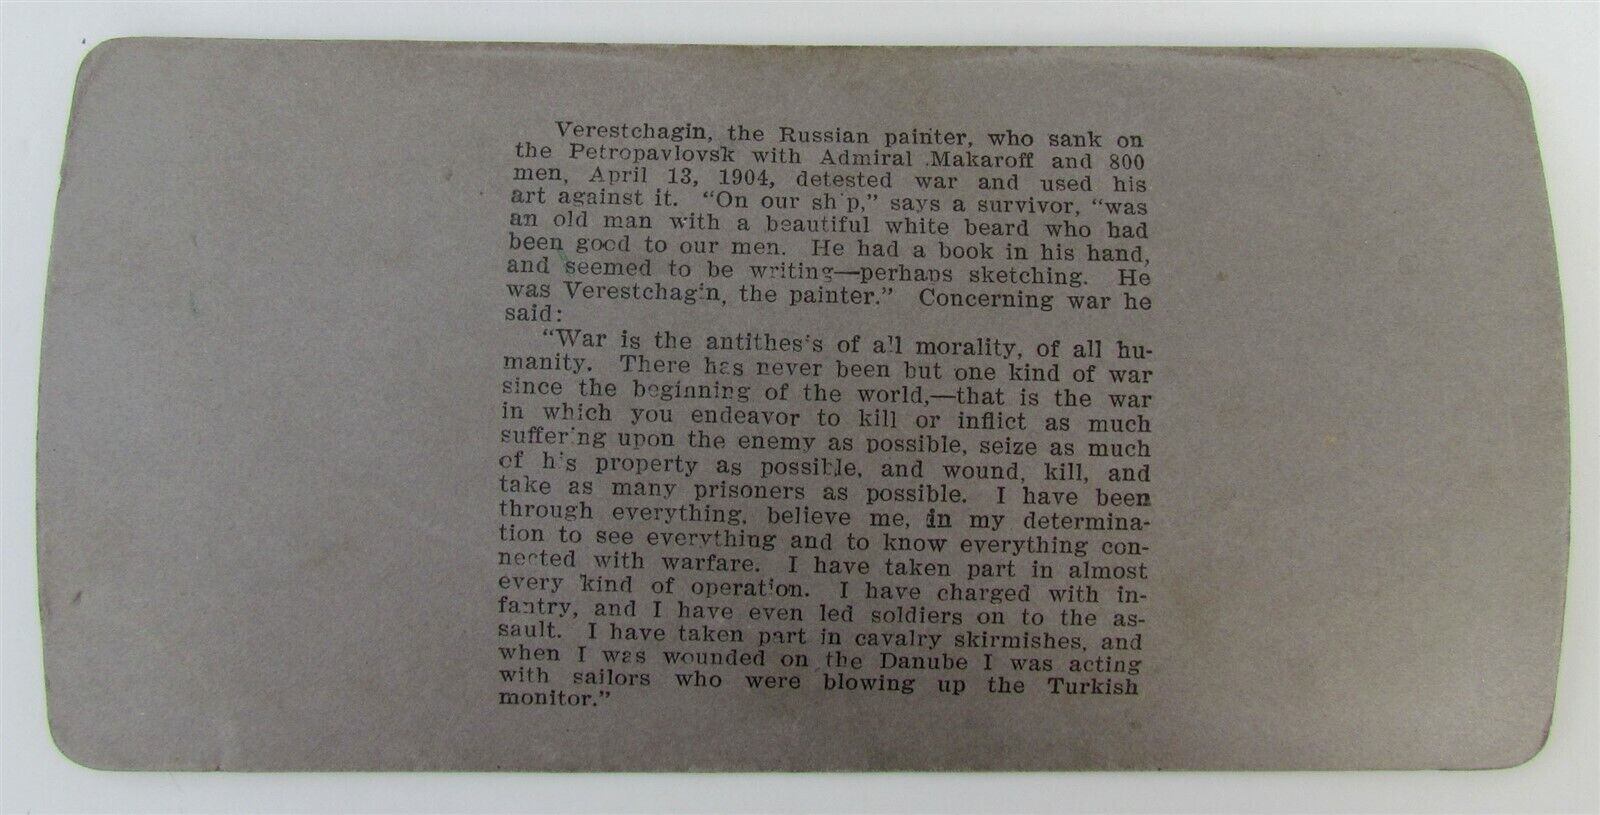 Verestchagin, the Russian painter, who sank on
the Petropavlovsk with Admiral Makaroff and 800
men, April 13, 1904, detested war and used his
art against it. "On our ship," says a survivor, "was
an old man with a beautiful white beard who had
been good to our men. He had a book in his hand,
and seemed to be writing—perhaps sketching. He
was Verestchagin, the painter." Concerning war he
said:
"War is the antithesis of all morality, of all hu-
manity. There has never been but one kind of war
since the beginning of the world,—that is the war
in which you endeavor to kill or inflict as much
suffering upon the enemy as possible, seize as much
of his property as possible, and wound, kill, and
take as many prisoners as possible. I have been
through everything, believe me, in my determina-
tion to see everything and to know everything con-
nected with warfare. I have taken part in almost
every kind of operation. I have charged with in-
fantry, and I have even led soldiers on to the as-
sault. I have taken part in cavalry skirmishes, and
when I was wounded on the Danube I was acting
with sailors who were blowing up the Turkish
monitor."